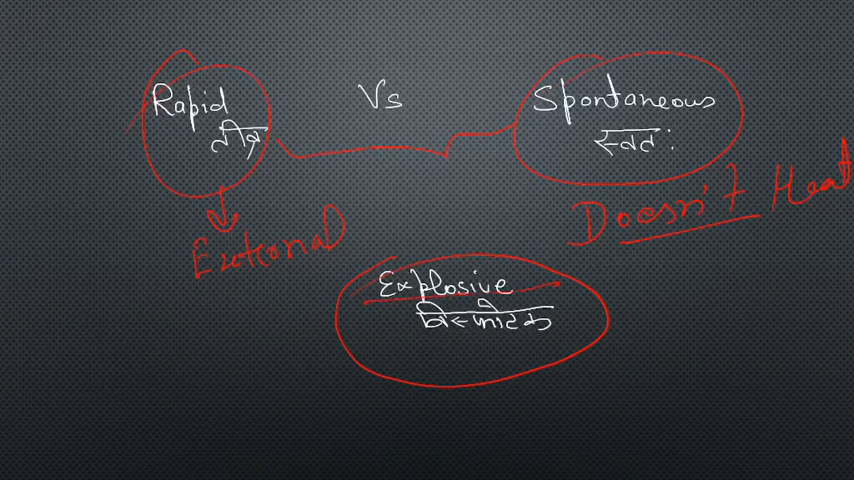 Rapid Vs Spontaneous
तीव्र स्वतः
Doesn't Heat
External
Explosive
विस्फोटक